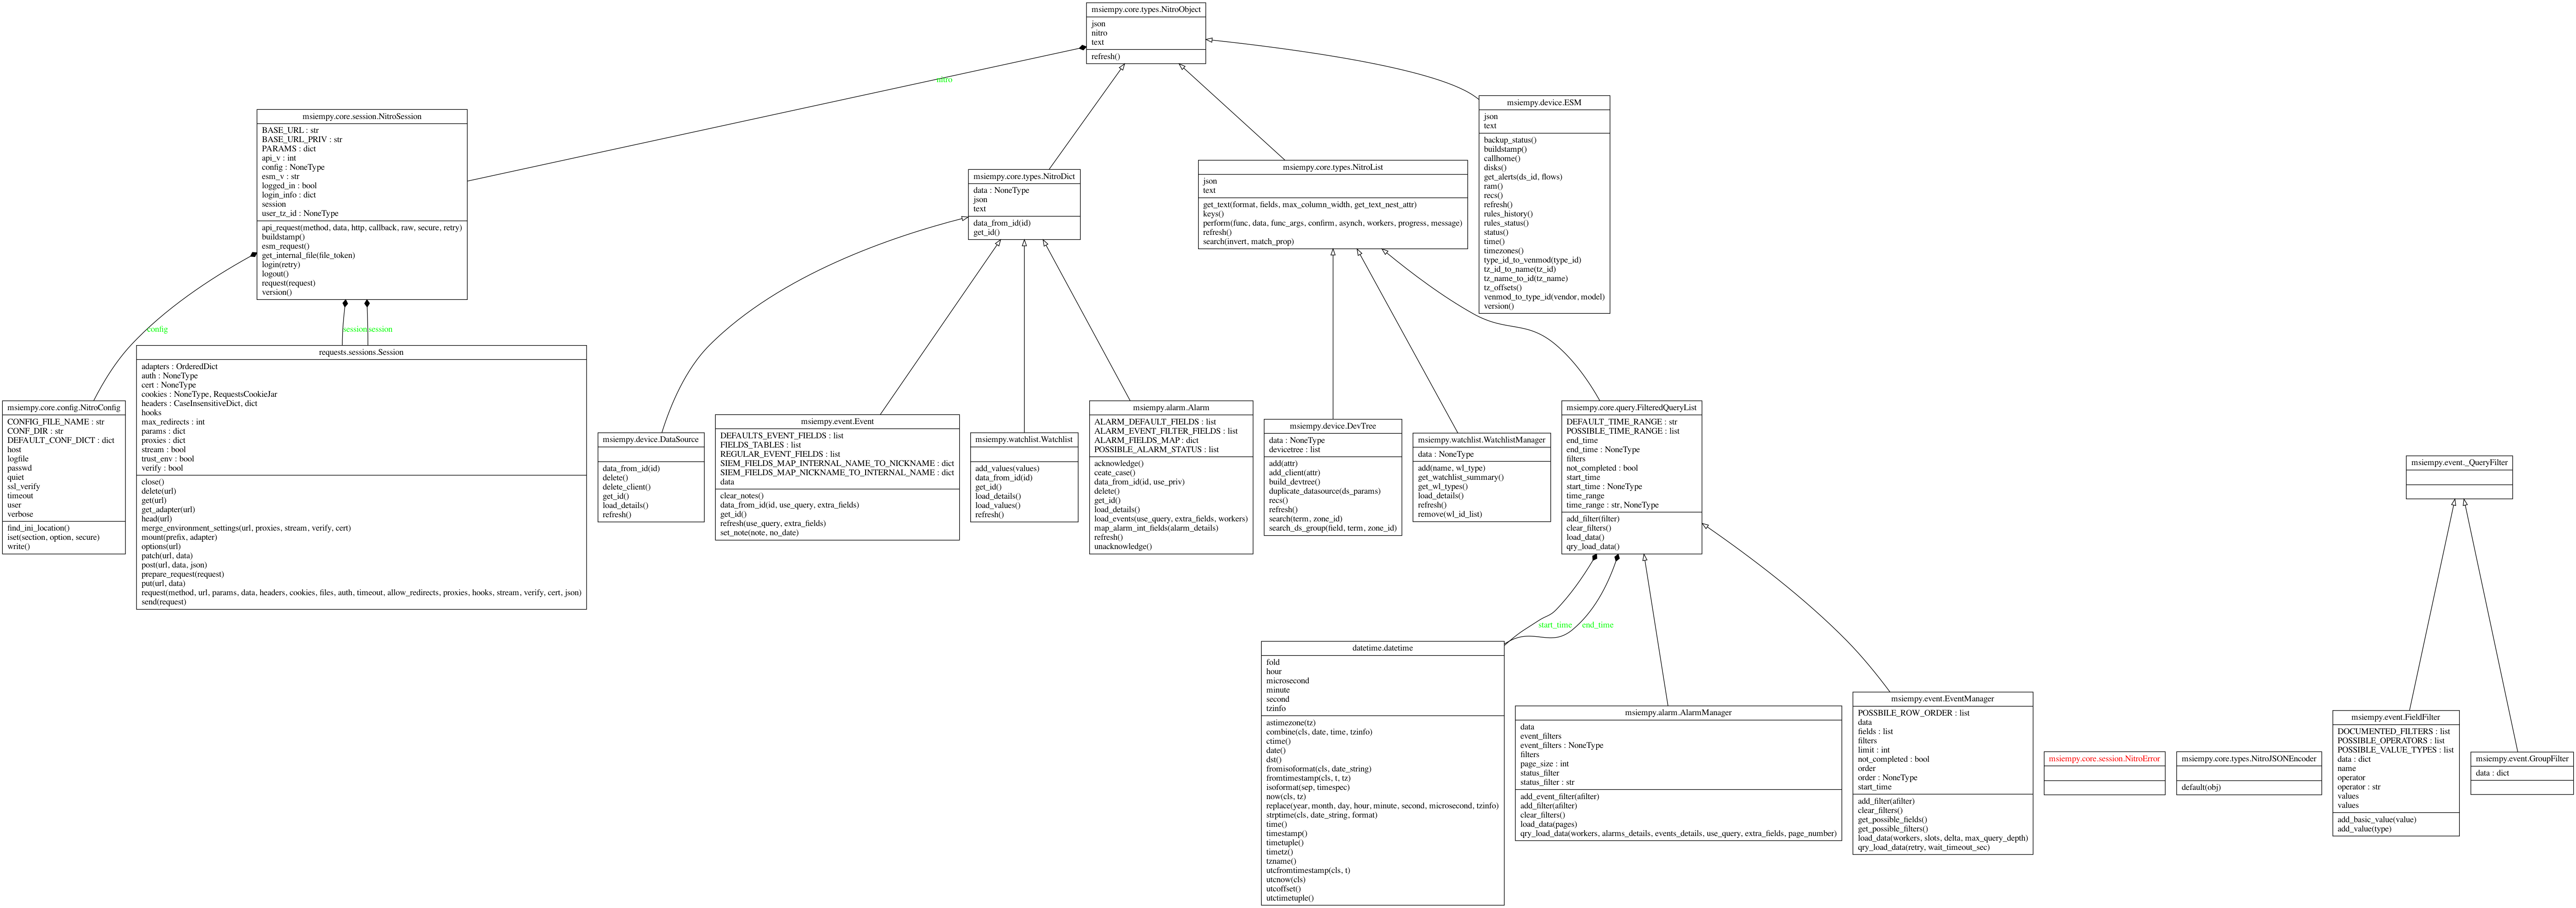 msiempy.core.types.NitroObject
json
nitro
text
refresh()
nitro
msiempy.core.session.NitroSession
BASE_URL : str
BASE_URL_PRIV : str
PARAMS : dict
api_v : int
config : NoneType
esm_v : str
logged_in : bool
login_info : dict
session
user_tz_id : NoneType
api_request(method, data, http, callback, raw, secure, retry)
buildstamp()
esm_request()
get_internal_file(file_token)
login(retry)
logout()
request(request)
version()
msiempy.core.types.NitroDict
data : NoneType
json
text
data_from_id(id)
get_id()
msiempy.core.types.NitroList
json
text
get_text(format, fields, max_column_width, get_text_nest_attr)
keys()
perform(func, data, func_args, confirm, asynch, workers, progress, message)
refresh()
search(invert, match_prop)
msiempy.device.ESM
json
text
backup_status()
buildstamp()
callhome()
disks()
get_alerts(ds_id, flows)
ram()
recs()
refresh()
rules_history()
rules_status()
status()
time()
timezones()
type_id_to_venmod(type_id)
tz_id_to_name(tz_id)
tz_name_to_id(tz_name)
tz_offsets()
venmod_to_type_id(vendor, model)
version()
config
session
session
msiempy.core.config.NitroConfig
CONFIG_FILE_NAME : str
CONF_DIR : str
DEFAULT_CONF_DICT : dict
host
logfile
passwd
quiet
ssl_verify
timeout
user
verbose
find_ini_location()
iset(section, option, secure)
write()
requests.sessions.Session
adapters : OrderedDict
auth : NoneType
cert : NoneType
cookies : NoneType, RequestsCookieJar
headers : CaseInsensitiveDict, dict
hooks
max_redirects : int
params : dict
proxies : dict
stream : bool
trust_env : bool
verify : bool
close()
delete(url)
get(url)
get_adapter(url)
head(url)
merge_environment_settings(url, proxies, stream, verify, cert)
mount(prefix, adapter)
options(url)
patch(url, data)
post(url, data, json)
prepare_request(request)
put(url, data)
request(method, url, params, data, headers, cookies, files, auth, timeout, allow_redirects, proxies, hooks, stream, verify, cert, json)
send(request)
msiempy.device.DataSource
data_from_id(id)
delete()
delete_client()
get_id()
load_details()
refresh()
msiempy.event.Event
DEFAULTS_EVENT_FIELDS : list
FIELDS_TABLES : list
REGULAR_EVENT_FIELDS : list
SIEM_FIELDS_MAP_INTERNAL_NAME_TO_NICKNAME : dict
SIEM_FIELDS_MAP_NICKNAME_TO_INTERNAL_NAME : dict
data
clear_notes()
data_from_id(id, use_query, extra_fields)
get_id()
refresh(use_query, extra_fields)
set_note(note, no_date)
msiempy.watchlist.Watchlist
add_values(values)
data_from_id(id)
get_id()
load_details()
load_values()
refresh()
msiempy.alarm.Alarm
ALARM_DEFAULT_FIELDS : list
ALARM_EVENT_FILTER_FIELDS : list
ALARM_FIELDS_MAP : dict
POSSIBLE_ALARM_STATUS : list
acknowledge()
ceate_case()
data_from_id(id, use_priv)
delete()
get_id()
load_details()
load_events(use_query, extra_fields, workers)
map_alarm_int_fields(alarm_details)
refresh()
unacknowledge()
msiempy.device.DevTree
data : NoneType
devicetree : list
add(attr)
add_client(attr)
build_devtree()
duplicate_datasource(ds_params)
recs()
refresh()
search(term, zone_id)
search_ds_group(field, term, zone_id)
msiempy.watchlist.WatchlistManager
data : NoneType
add(name, wl_type)
get_watchlist_summary()
get_wl_types()
load_details()
refresh()
remove(wl_id_list)
msiempy.core.query.FilteredQueryList
DEFAULT_TIME_RANGE : str
POSSIBLE_TIME_RANGE : list
end_time
end_time : NoneType
filters
not_completed : bool
start_time
start_time : NoneType
time_range
time_range : str, NoneType
add_filter(filter)
clear_filters()
load_data()
qry_load_data()
msiempy.event._QueryFilter
start_time
end_time
datetime.datetime
fold
hour
microsecond
minute
second
tzinfo
astimezone(tz)
combine(cls, date, time, tzinfo)
ctime()
date()
dst()
fromisoformat(cls, date_string)
fromtimestamp(cls, t, tz)
isoformat(sep, timespec)
now(cls, tz)
replace(year, month, day, hour, minute, second, microsecond, tzinfo)
strptime(cls, date_string, format)
time()
timestamp()
timetuple()
timetz()
tzname()
utcfromtimestamp(cls, t)
utcnow(cls)
utcoffset()
utctimetuple()
msiempy.alarm.AlarmManager
data
event_filters
event_filters : NoneType
filters
page_size : int
status_filter
status_filter : str
add_event_filter(afilter)
add_filter(afilter)
clear_filters()
load_data(pages)
qry_load_data(workers, alarms_details, events_details, use_query, extra_fields, page_number)
msiempy.event.EventManager
POSSBILE_ROW_ORDER : list
data
fields : list
filters
limit : int
not_completed : bool
order
order : NoneType
start_time
add_filter(afilter)
clear_filters()
get_possible_fields()
get_possible_filters()
load_data(workers, slots, delta, max_query_depth)
qry_load_data(retry, wait_timeout_sec)
msiempy.core.session.NitroError
msiempy.core.types.NitroJSONEncoder
default(obj)
msiempy.event.FieldFilter
DOCUMENTED_FILTERS : list
POSSIBLE_OPERATORS : list
POSSIBLE_VALUE_TYPES : list
data : dict
name
operator
operator : str
values
values
add_basic_value(value)
add_value(type)
msiempy.event.GroupFilter
data : dict